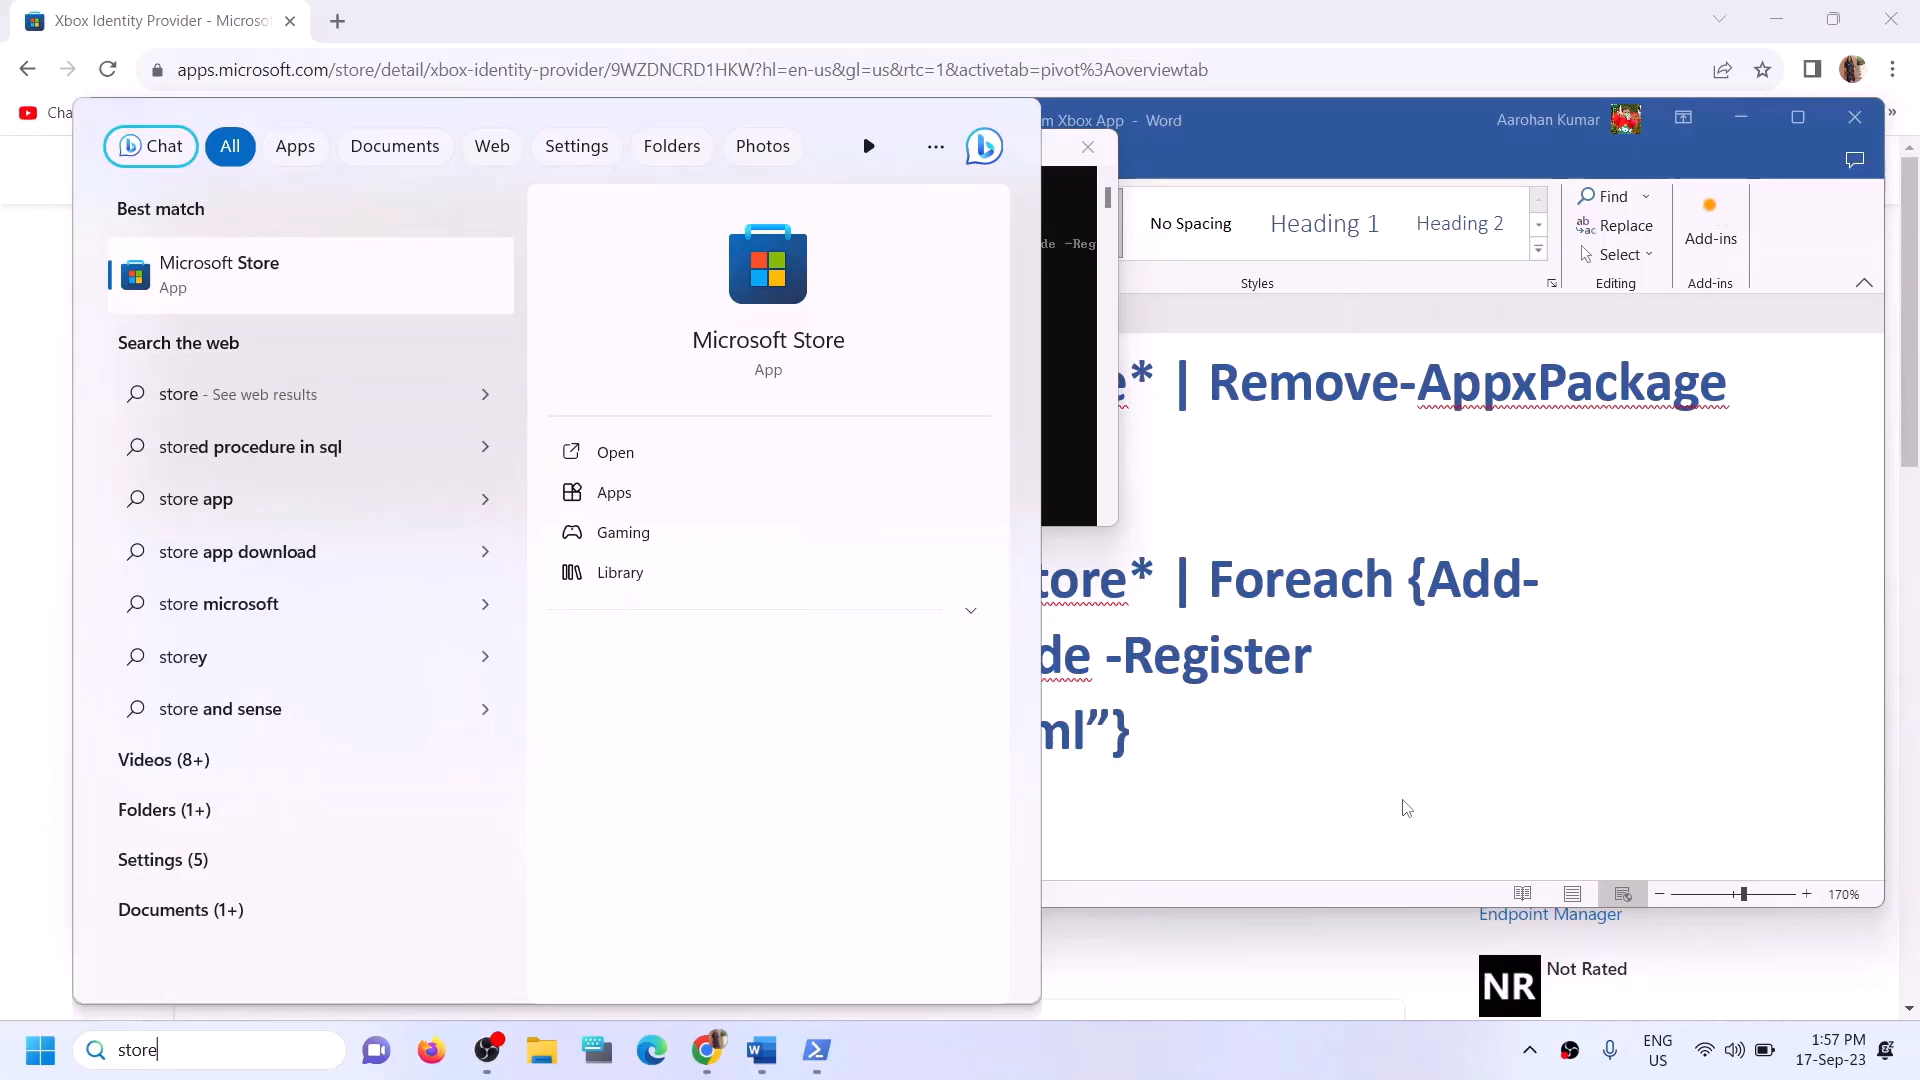 Xbox Identity Provider - Microso
apps.microsoft.com/store/detail/xbox-identity-provider/9WZDNCRD1HKW?hl=en-us&gl=us&rtc=1&activetab=pivot%3Aoverviewtab
Cha
m Xbox App - Word
Aarohan Kumar
Chat
All
Apps
Documents
Web
Settings
Folders
Photos
Best match
Microsoft Store
App
Search the web
store - See web results
stored procedure in sql
store app
store app download
store microsoft
storey
store and sense
Videos (8+)
Folders (1+)
Settings (5)
Documents (1+)
Microsoft Store
App
Open
Apps
Gaming
Library
de -Reg
No Spacing
Heading 1
Heading 2
Styles
Find
Replace
Select
Editing
Add-ins
Add-ins
e* | Remove-AppxPackage
tore* | Foreach {Add-
de -Register
ml”}
170%
Endpoint Manager
NR
Not Rated
store
ENG
US
1:57 PM
17-Sep-23